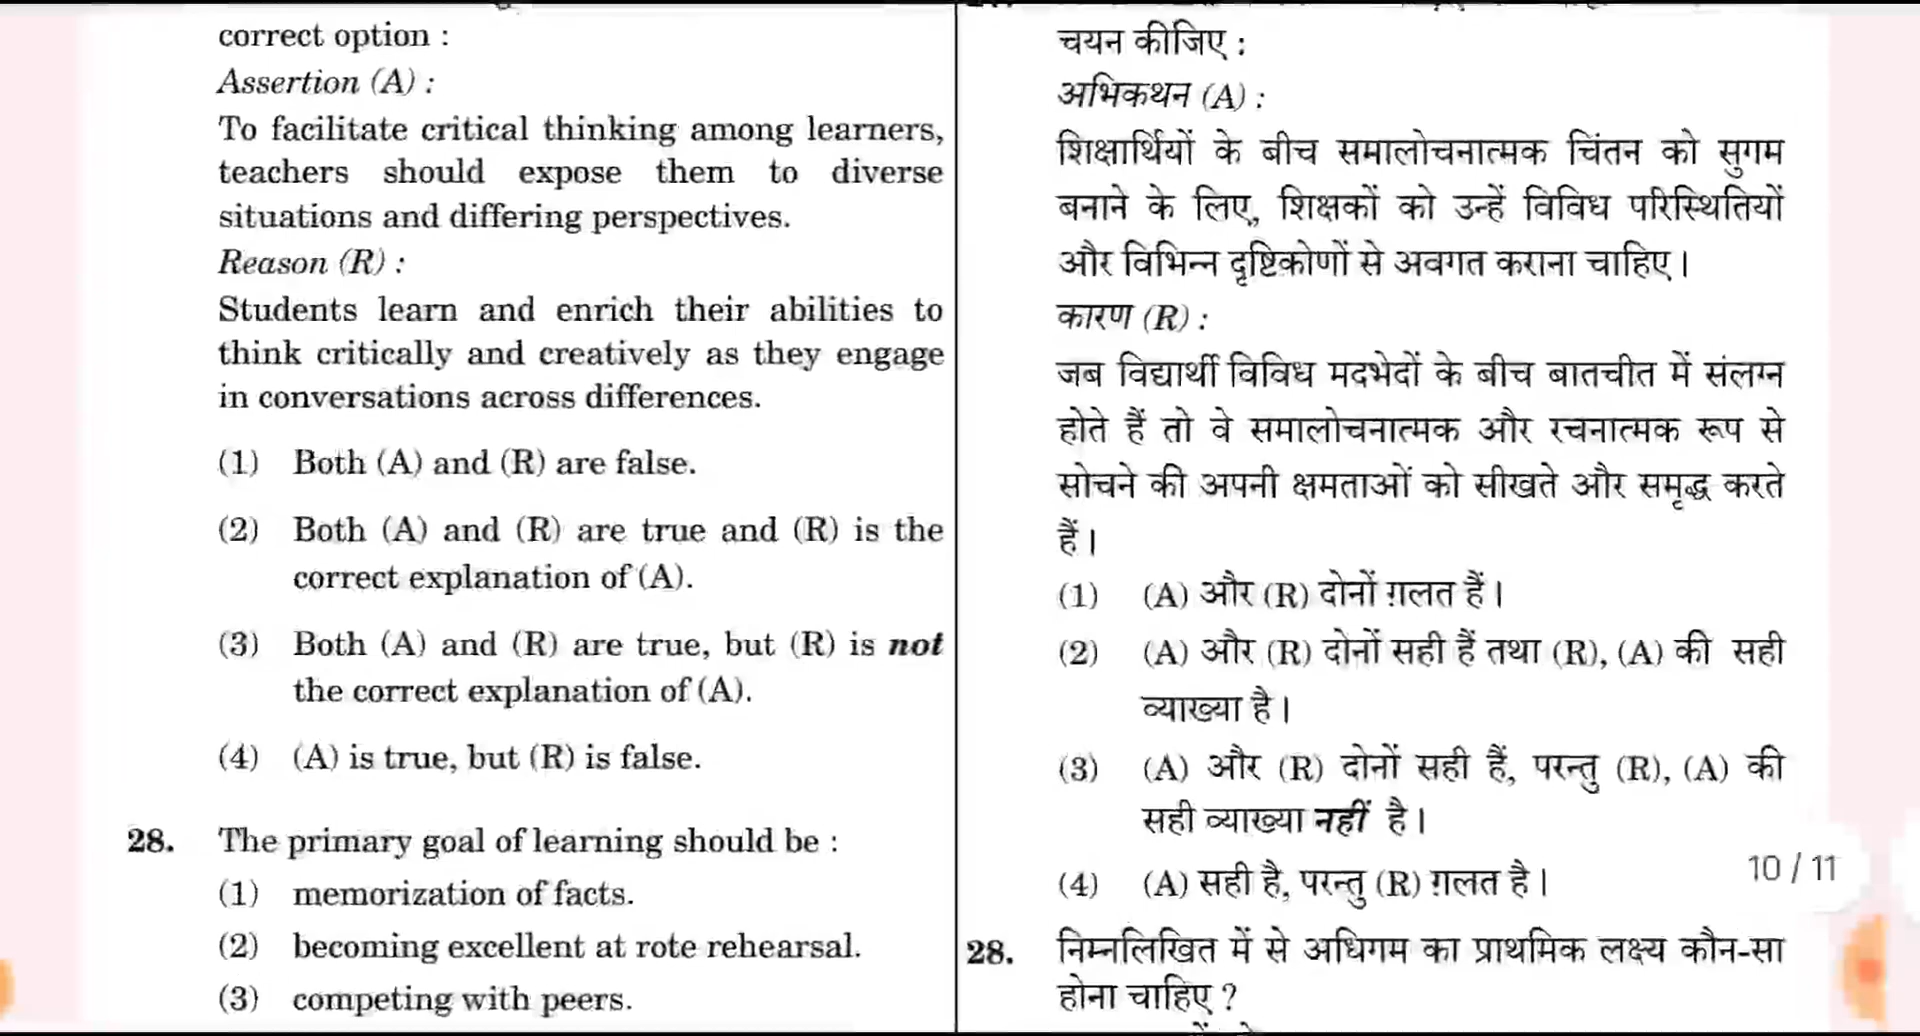 correct option :
Assertion (A) :
To facilitate critical thinking among learners,
teachers should expose them to diverse
situations and differing perspectives.
Reason (R) :
Students learn and enrich their abilities to
think critically and creatively as they engage
in conversations across differences.
(1) Both (A) and (R) are false.
(2) Both (A) and (R) are true and (R) is the
correct explanation of (A).
(3) Both (A) and (R) are true, but (R) is not
the correct explanation of (A).
(4) (A) is true, but (R) is false.
28. The primary goal of learning should be :
(1) memorization of facts.
(2) becoming excellent at rote rehearsal.
(3) competing with peers.
चयन कीजिए :
अभिकथन (A) :
शिक्षार्थियों के बीच समालोचनात्मक चिंतन को सुगम
बनाने के लिए, शिक्षकों को उन्हें विविध परिस्थितियों
और विभिन्न दृष्टिकोणों से अवगत कराना चाहिए।
कारण (R) :
जब विद्यार्थी विविध मदभेदों के बीच बातचीत में संलग्न
होते हैं तो वे समालोचनात्मक और रचनात्मक रूप से
सोचने की अपनी क्षमताओं को सीखते और समृद्ध करते
हैं।
(1) (A) और (R) दोनों ग़लत हैं।
(2) (A) और (R) दोनों सही हैं तथा (R), (A) की सही
व्याख्या है।
(3) (A) और (R) दोनों सही हैं, परन्तु (R), (A) की
सही व्याख्या नहीं है।
(4) (A) सही है, परन्तु (R) ग़लत है।
10 / 11
28. निम्नलिखित में से अधिगम का प्राथमिक लक्ष्य कौन-सा
होना चाहिए ?